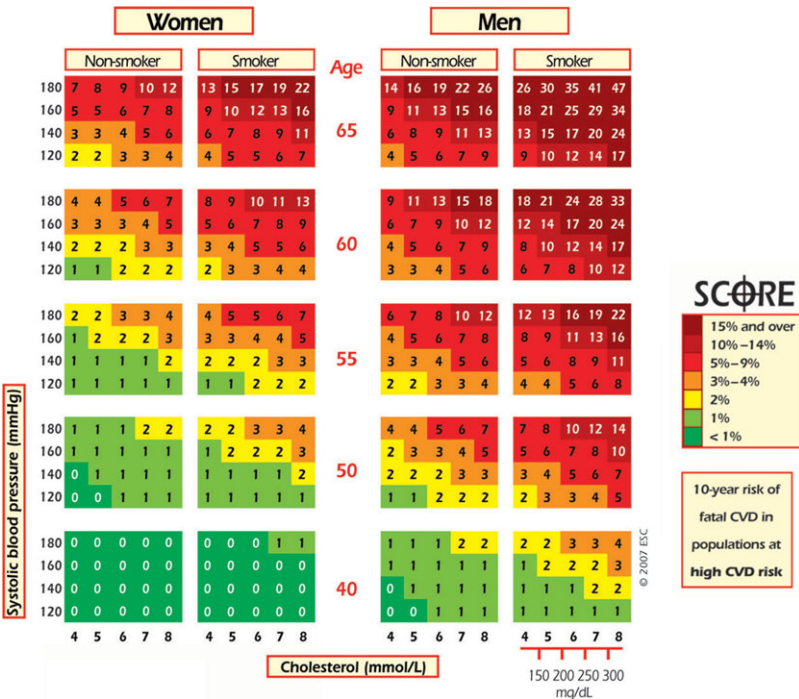 Women Men
Non-smoker Smoker Age Non-smoker Smoker
180 7 8 9 10 12 13 15 17 19 22 14 16 19 22 26 26 30 35 41 47
160 5 5 6 7 8 9 10 12 13 16 9 11 13 15 16 18 21 25 29 34
140 3 3 4 5 6 6 7 8 9 11 65 6 8 9 11 13 13 15 17 20 24
120 2 2 3 3 4 4 5 5 6 7 4 5 6 7 9 9 10 12 14 17
180 4 4 5 6 7 8 9 10 11 13 9 11 13 15 18 18 21 24 28 33
160 3 3 3 4 5 5 6 7 8 9 6 7 9 10 12 12 14 17 20 24
140 2 2 2 3 3 3 4 5 5 6 60 4 5 6 7 9 8 10 12 14 17
120 1 1 2 2 2 2 3 3 4 4 3 3 4 5 6 6 7 8 10 12
180 2 2 3 3 4 4 5 5 6 7 6 7 8 10 12 12 13 16 19 22
160 1 2 2 2 3 3 3 4 4 5 4 5 6 7 8 8 9 11 13 16
140 1 1 1 1 2 2 2 2 3 3 55 3 3 4 5 6 5 6 8 9 11
120 1 1 1 1 1 1 1 2 2 2 2 2 3 3 4 4 4 5 6 8
180 1 1 1 2 2 2 2 3 3 4 4 4 5 6 7 7 8 10 12 14
160 1 1 1 1 1 1 2 2 2 3 2 3 3 4 5 5 6 7 8 10
140 0 1 1 1 1 1 1 1 1 2 50 2 2 2 3 3 3 4 5 6 7
120 0 0 1 1 1 1 1 1 1 1 1 1 2 2 2 2 3 3 4 5
180 0 0 0 0 0 0 0 0 1 1 1 1 1 2 2 2 2 3 3 4
160 0 0 0 0 0 0 0 0 0 0 1 1 1 1 1 1 2 2 2 3
140 0 0 0 0 0 0 0 0 0 0 40 0 1 1 1 1 1 1 1 2 2
120 0 0 0 0 0 0 0 0 0 0 0 0 1 1 1 1 1 1 1 1
4 5 6 7 8 4 5 6 7 8 4 5 6 7 8 4 5 6 7 8
Systolic blood pressure (mmHg)
Cholesterol (mmol/L)
150 200 250 300
mg/dL
© 2007 ESC
SCORE
15% and over
10%–14%
5%–9%
3%–4%
2%
1%
< 1%
10-year risk of
fatal CVD in
populations at
high CVD risk